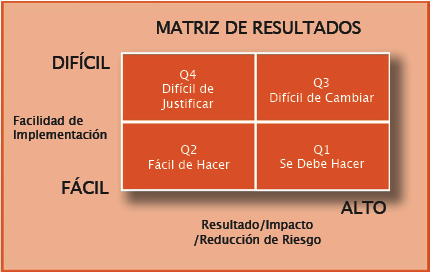 MATRIZ DE RESULTADOS
DIFÍCIL
Q4
Difícil de
Justificar
Q3
Difícil de Cambiar
Facilidad de
Implementación
Q2
Fácil de Hacer
Q1
Se Debe Hacer
FÁCIL
ALTO
Resultado/Impacto
/Reducción de Riesgo